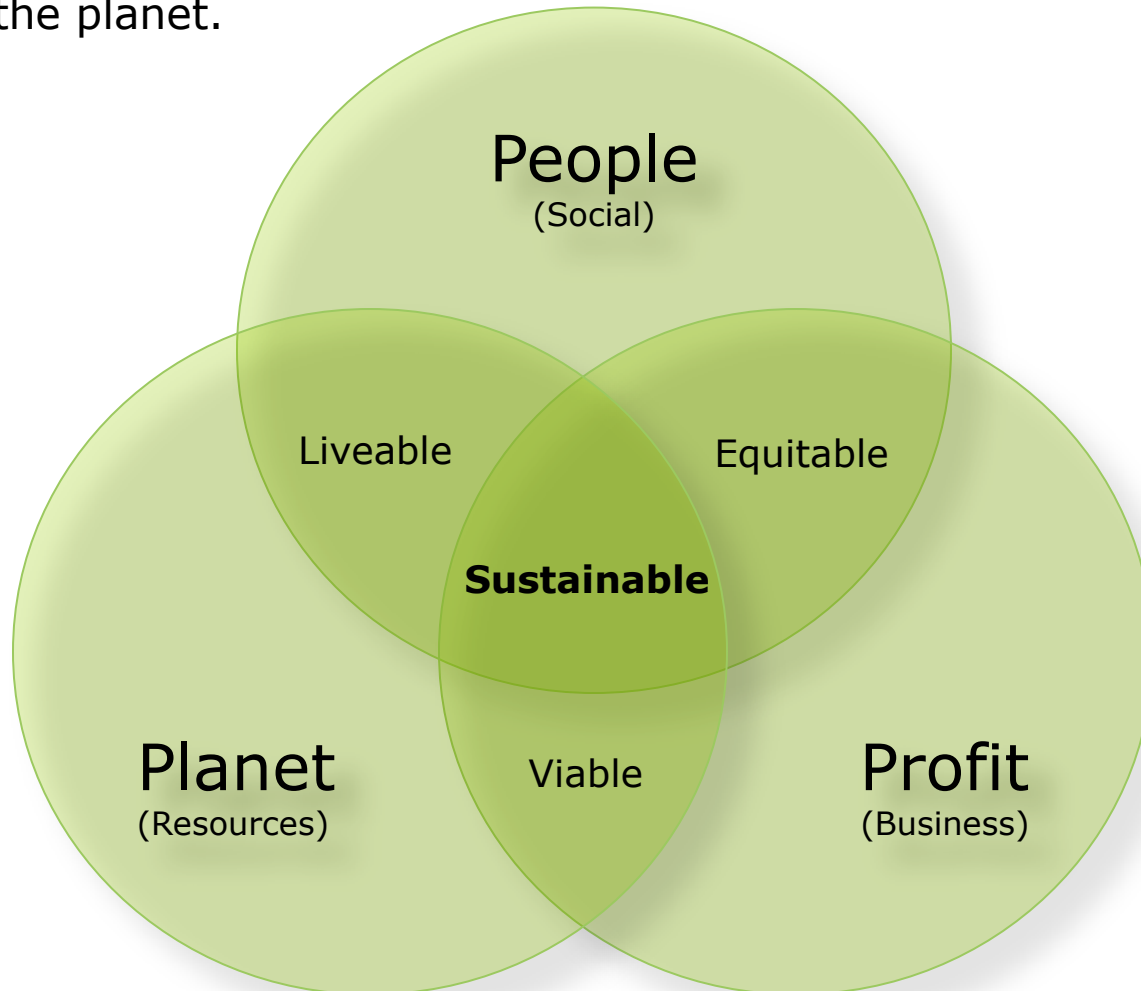 the planet.
People
(Social)
Liveable
Equitable
Sustainable
Viable
Planet
(Resources)
Profit
(Business)